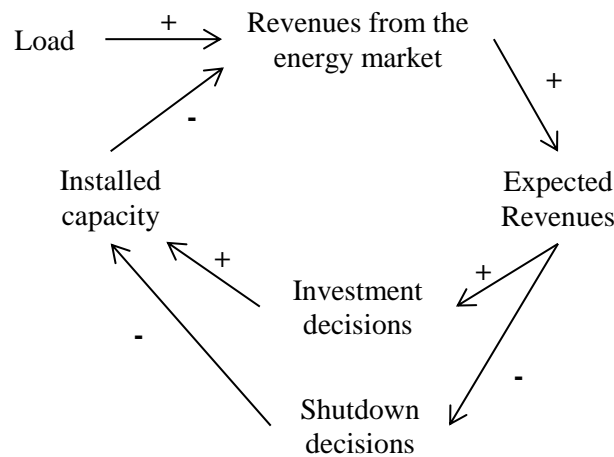 Load
+
Revenues from the
energy market
+
-
Installed
capacity
Expected
Revenues
+
+
Investment
decisions
-
-
Shutdown
decisions